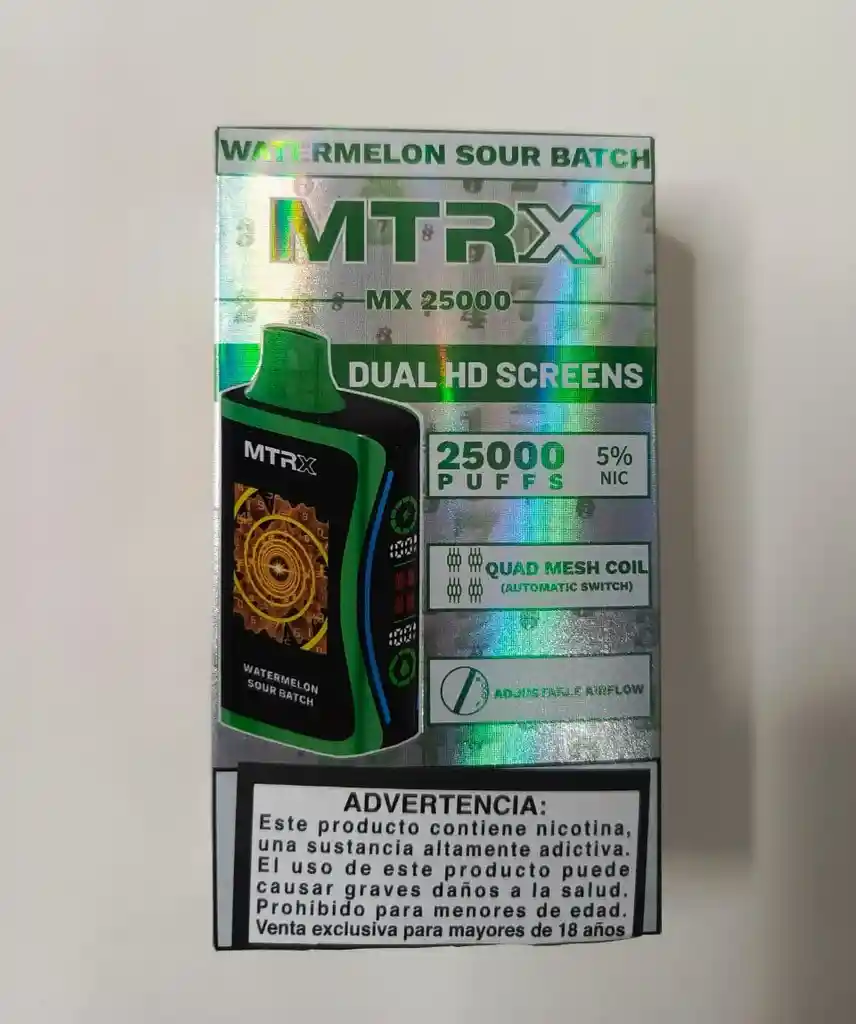 WATERMELON SOUR BATCH
MTRX
MX 25000
DUAL HD SCREENS
MTRX
WATERMELON
SOUR BATCH
25000
PUFFS
5%
NIC
QUAD MESH COIL
(AUTOMATIC SWITCH)
ADJUSTABLE AIRFLOW
ADVERTENCIA:
Este producto contiene nicotina,
una sustancia altamente adictiva.
El uso de este producto puede
causar graves daños a la salud.
Prohibido para menores de edad.
Venta exclusiva para mayores de 18 años